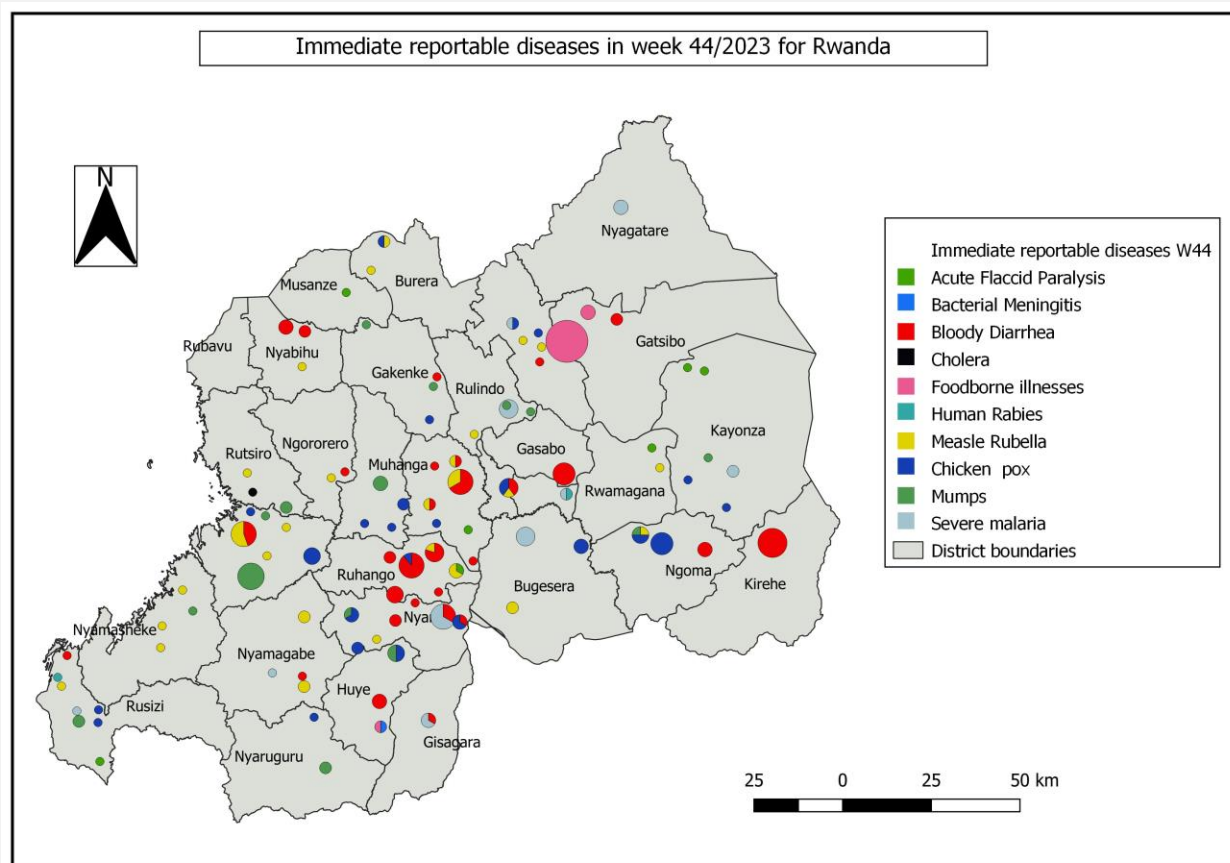 Immediate reportable diseases in week 44/2023 for Rwanda
N
Nyagatare
Burera
Musanze
Rubavu
Nyabihu
Gatsibo
Gakenke
Rulindo
Kayonza
Rutsiro
Ngororero
Muhanga
Gasabo
Rwamagana
Ruhango
Bugesera
Ngoma
Kirehe
Nyamasheke
Nyamagabe
Huye
Rusizi
Gisagara
Nyaruguru
Immediate reportable diseases W44
Acute Flaccid Paralysis
Bacterial Meningitis
Bloody Diarrhea
Cholera
Foodborne illnesses
Human Rabies
Measle Rubella
Chicken pox
Mumps
Severe malaria
District boundaries
25 0 25 50 km